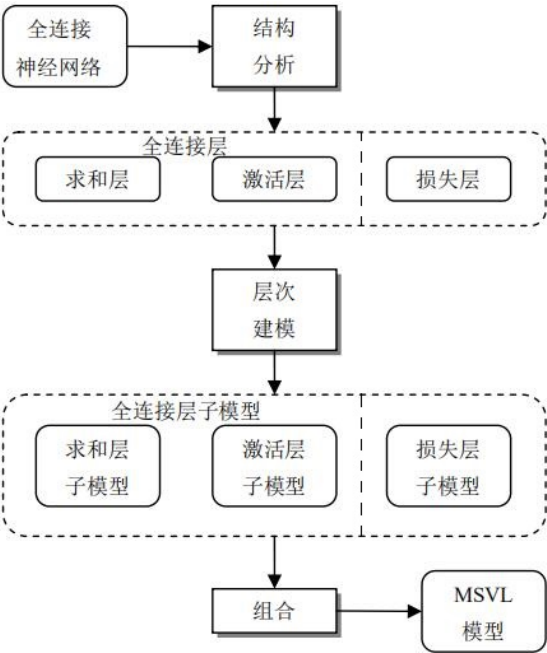 全连接
神经网络
结构
分析
全连接层
求和层
激活层
损失层
层次
建模
全连接层子模型
求和层
子模型
激活层
子模型
损失层
子模型
组合
MSVL
模型